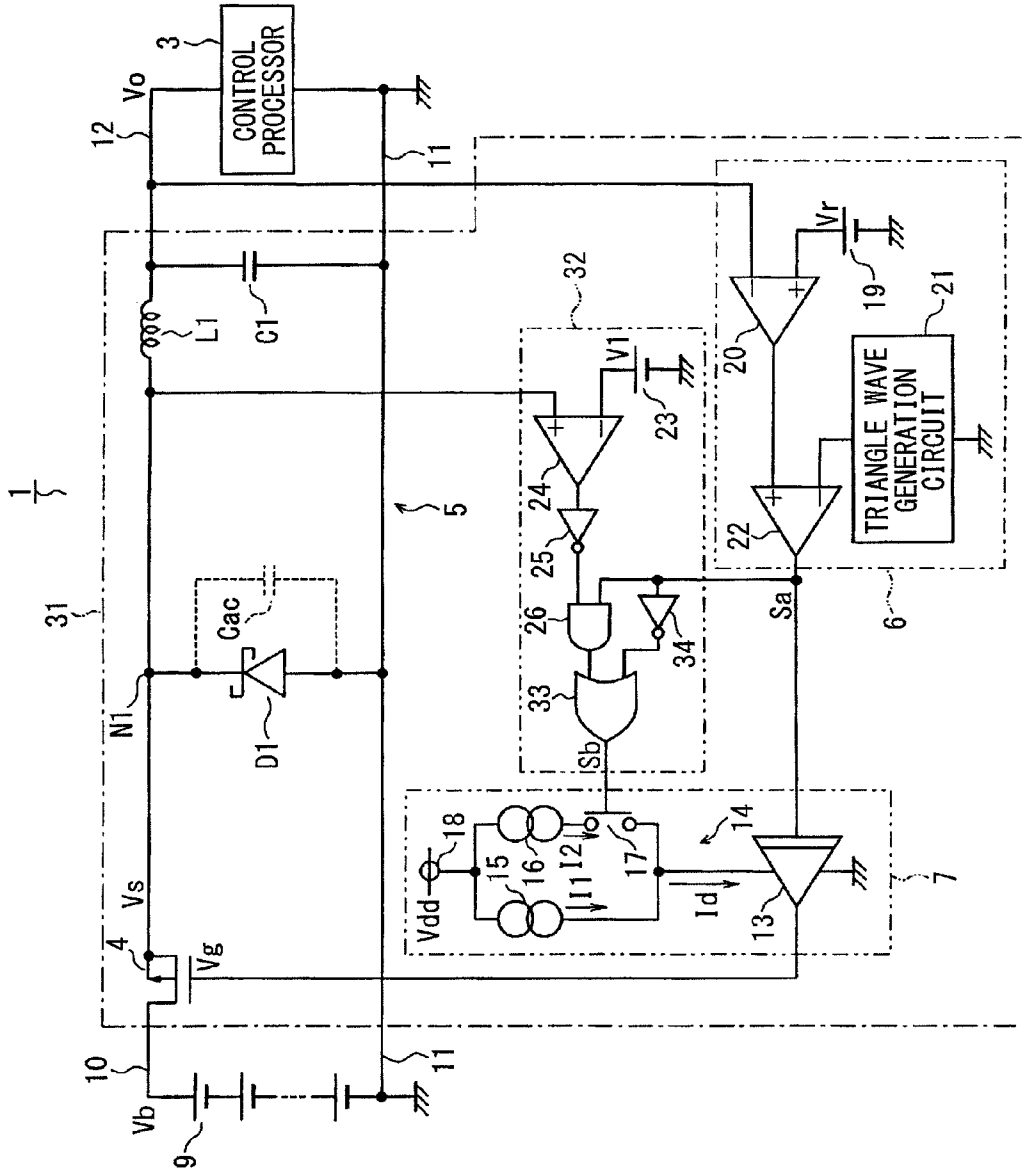 1
31
10
Vb
9
11
4
Vs
Vg
N1
D1
Cac
5
L1
C1
12
Vo
3
CONTROL
PROCESSOR
11
32
Vdd
18
15
16
I1
I2
17
Id
14
13
7
Sb
33
34
26
25
24
V1
23
Sa
6
22
20
Vr
19
21
TRIANGLE WAVE
GENERATION
CIRCUIT